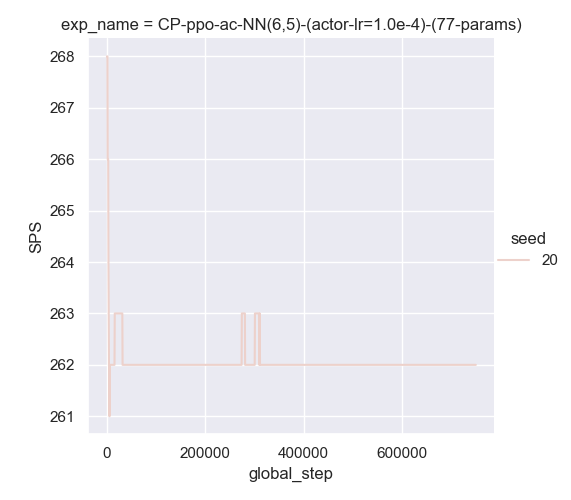 exp_name = CP-ppo-ac-NN(6,5)-(actor-lr=1.0e-4)-(77-params)
268
267
266
265
264
263
262
261
SPS
0 200000 400000 600000
global_step
seed
20